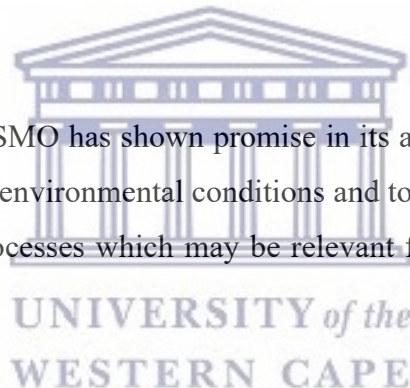 SMO has shown promise in its a
environmental conditions and to
ocesses which may be relevant f
UNIVERSITY of the
WESTERN CAPE